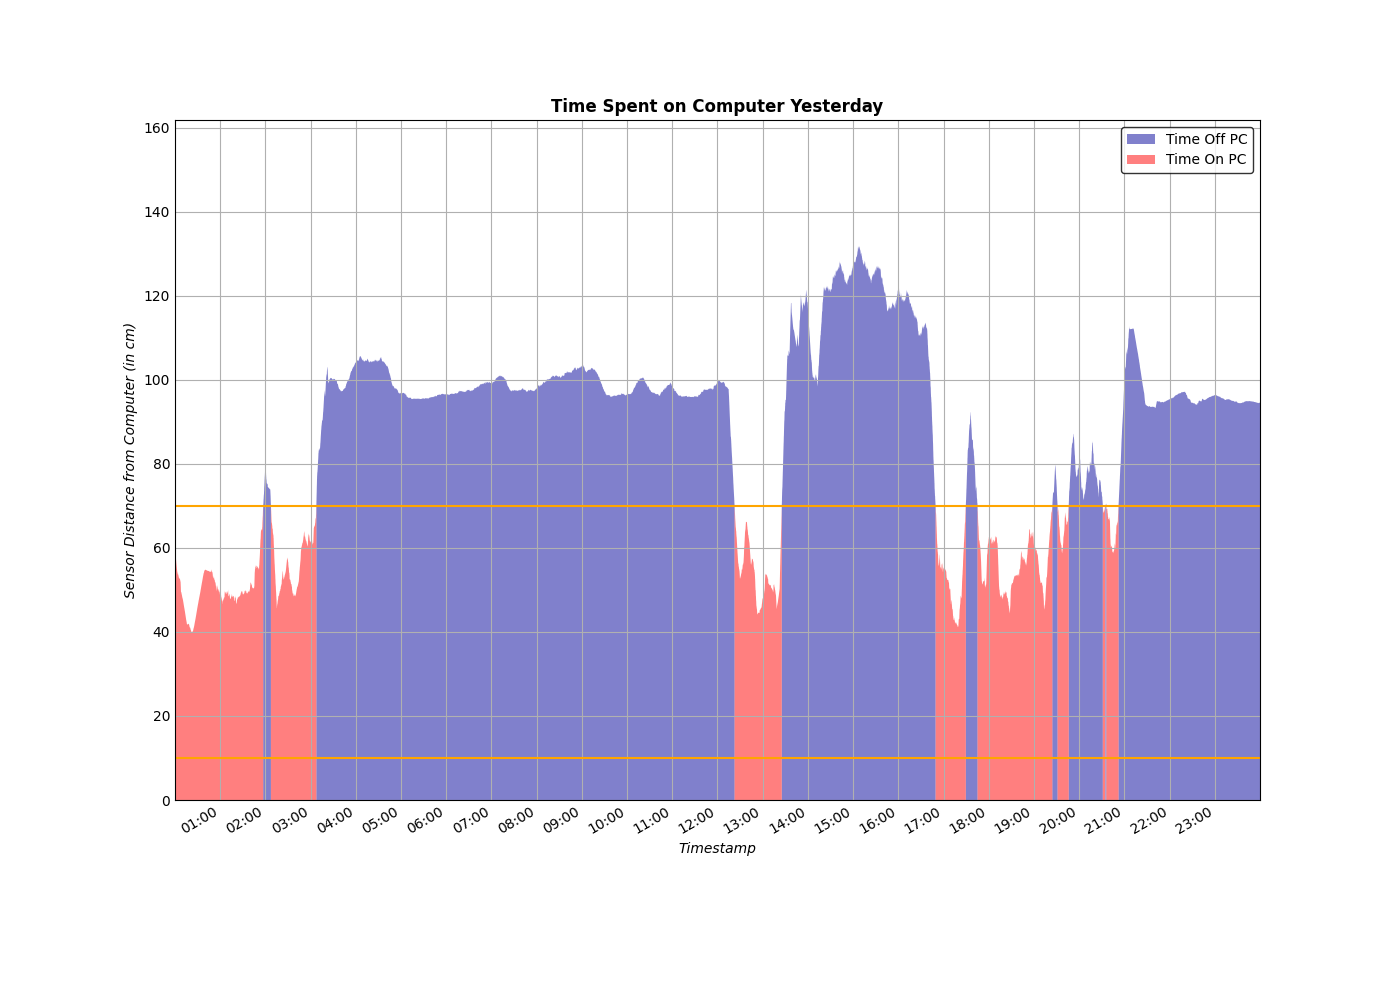 Time Spent on Computer Yesterday
Time Off PC
Time On PC
160
140
120
100
80
60
40
20
0
Sensor Distance from Computer (in cm)
01:00 02:00 03:00 04:00 05:00 06:00 07:00 08:00 09:00 10:00 11:00 12:00 13:00 14:00 15:00 16:00 17:00 18:00 19:00 20:00 21:00 22:00 23:00
Timestamp